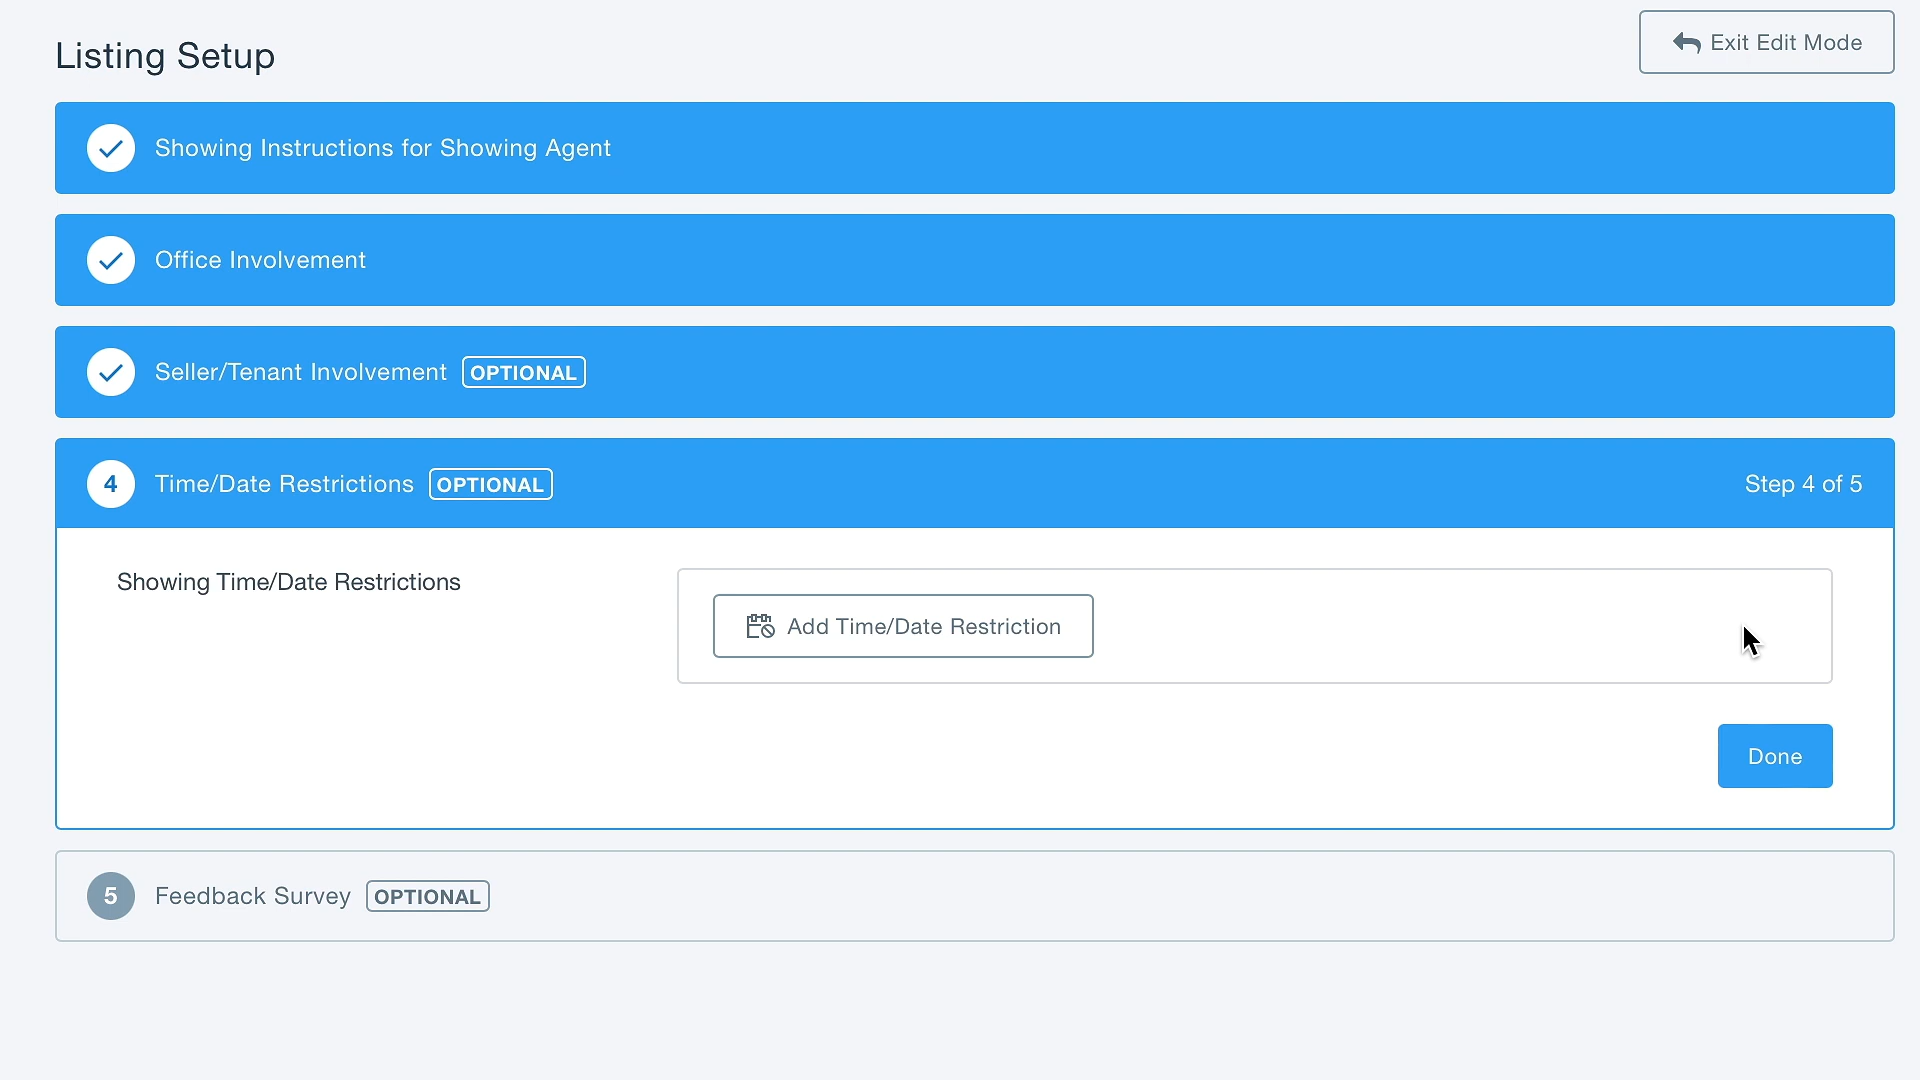 Listing Setup
Exit Edit Mode
Showing Instructions for Showing Agent
Office Involvement
Seller/Tenant Involvement OPTIONAL
4 Time/Date Restrictions OPTIONAL Step 4 of 5
Showing Time/Date Restrictions
Add Time/Date Restriction
Done
5 Feedback Survey OPTIONAL